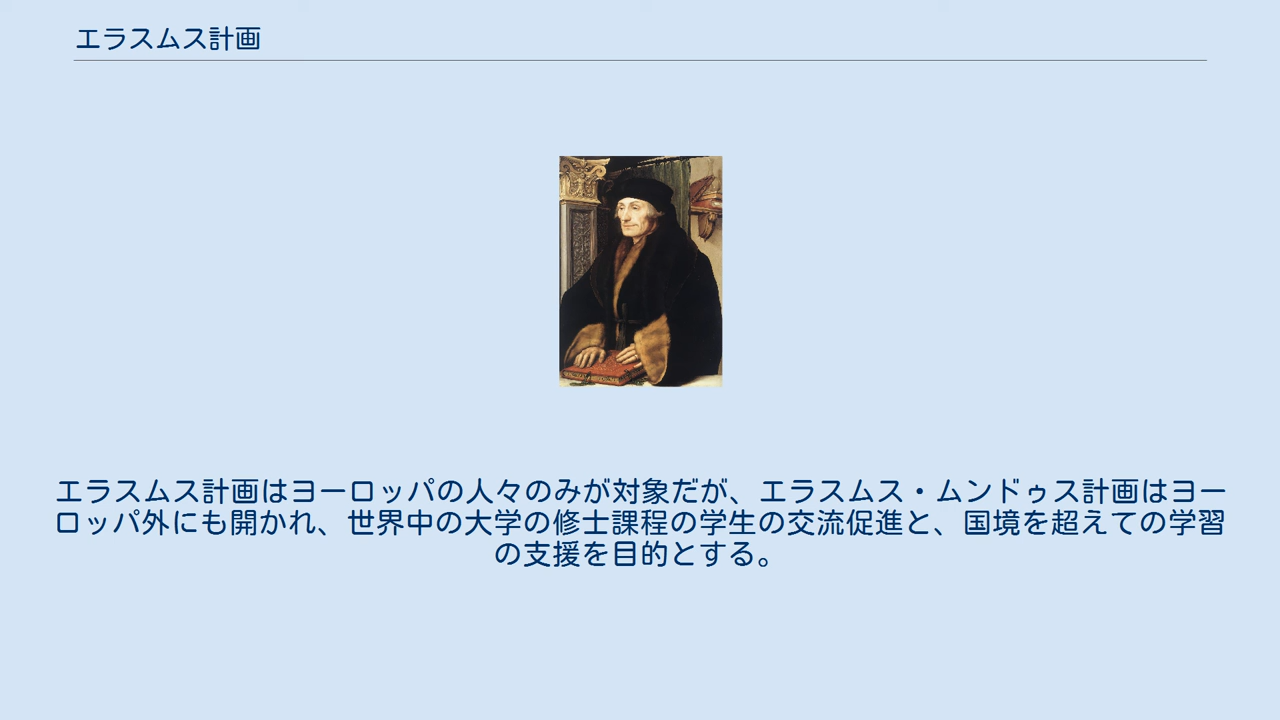 エラスムス計画
エラスムス計画はヨーロッパの人々のみが対象だが、エラスムス・ムンドゥス計画はヨー
ロッパ外にも開かれ、世界中の大学の修士課程の学生の交流促進と、国境を超えての学習
の支援を目的とする。